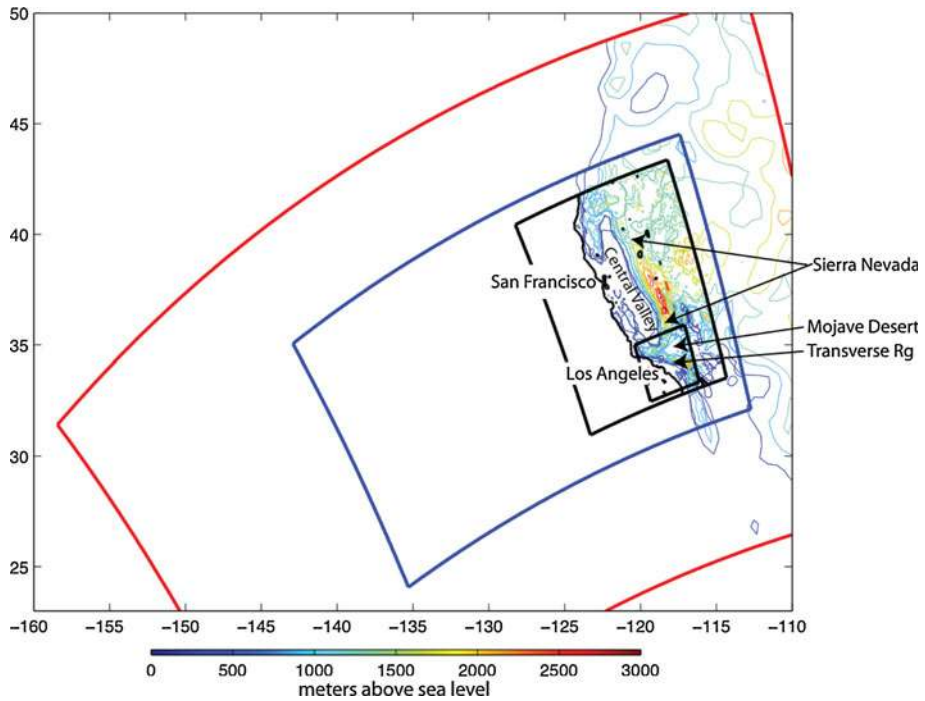 50
45
40
35
30
25
-160 -155 -150 -145 -140 -135 -130 -125 -120 -115 -110
San Francisco
Central Valley
Los Angeles
Sierra Nevada
Mojave Desert
Transverse Rg
0 500 1000 1500 2000 2500 3000
meters above sea level